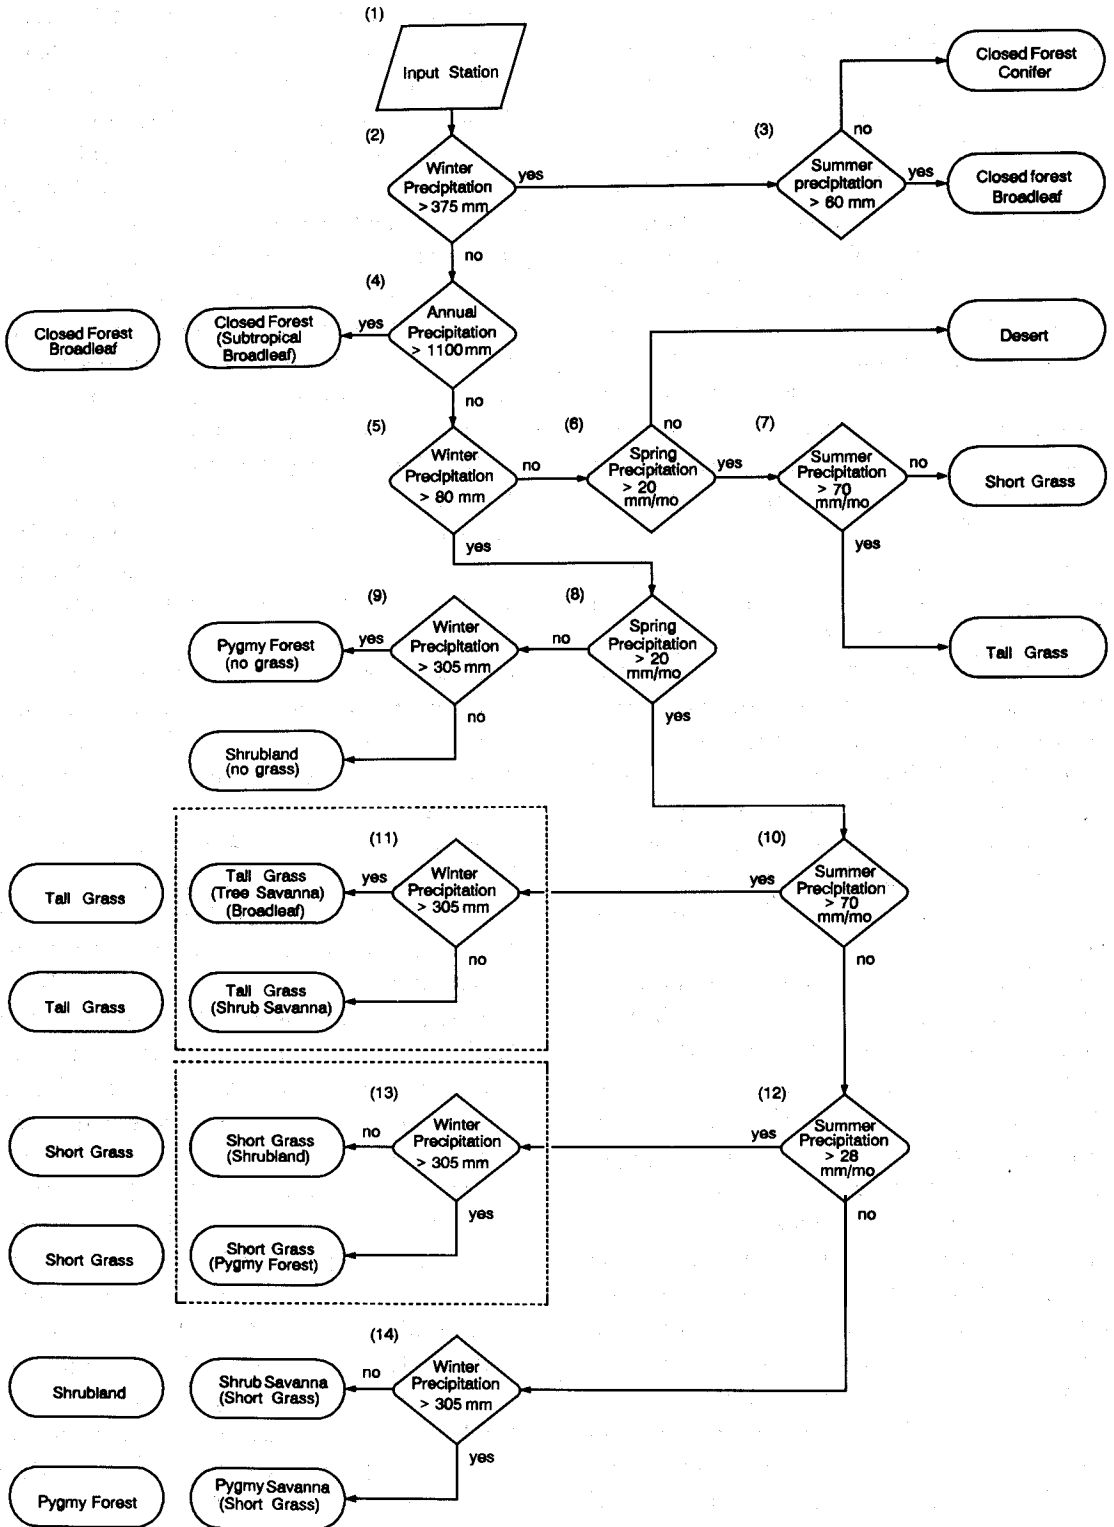 (1)
Input Station
Closed Forest
Conifer
(2)
Winter
Precipitation
> 375 mm
yes
no
(3)
Summer
precipitation
> 60 mm
no
yes
Closed forest
Broadleaf
(4)
Annual
Precipitation
> 1100 mm
yes
no
Closed Forest
(Subtropical
Broadleaf)
Closed Forest
Broadleaf
Desert
(5)
Winter
Precipitation
> 80 mm
no
yes
(6)
Spring
Precipitation
> 20
mm/mo
no
yes
(7)
Summer
Precipitation
> 70
mm/mo
no
yes
Short Grass
Tall Grass
(8)
Spring
Precipitation
> 20
mm/mo
no
yes
(9)
Winter
Precipitation
> 305 mm
yes
no
Pygmy Forest
(no grass)
Shrubland
(no grass)
(10)
Summer
Precipitation
> 70
mm/mo
yes
no
(11)
Winter
Precipitation
> 305 mm
yes
no
Tall Grass
(Tree Savanna)
(Broadleaf)
Tall Grass
Tall Grass
(Shrub Savanna)
Tall Grass
(12)
Summer
Precipitation
> 28
mm/mo
yes
no
(13)
Winter
Precipitation
> 305 mm
no
yes
Short Grass
(Shrubland)
Short Grass
Short Grass
(Pygmy Forest)
Short Grass
(14)
Winter
Precipitation
> 305 mm
no
yes
Shrub Savanna
(Short Grass)
Shrubland
Pygmy Savanna
(Short Grass)
Pygmy Forest